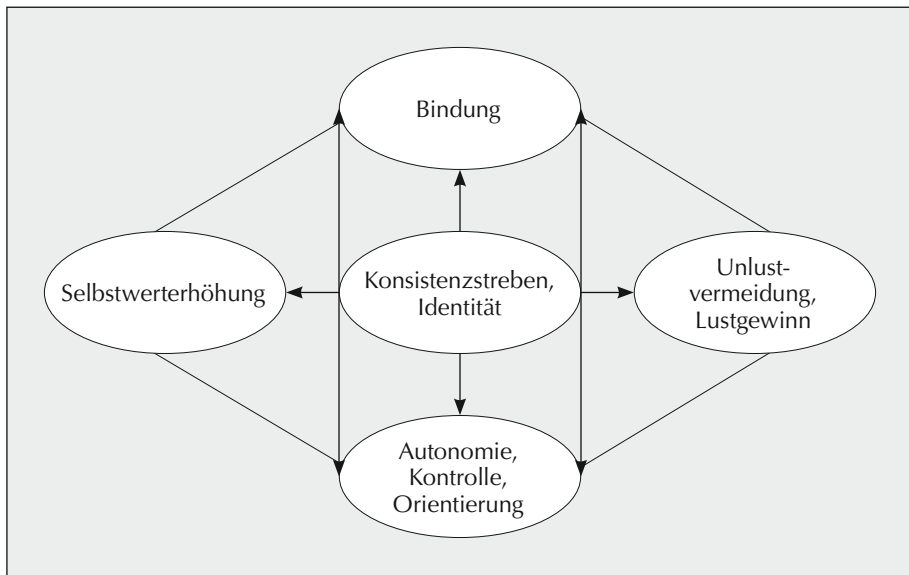 Bindung
Selbstwerterhöhung
Konsistenzstreben,
Identität
Unlust-
vermeidung,
Lustgewinn
Autonomie,
Kontrolle,
Orientierung